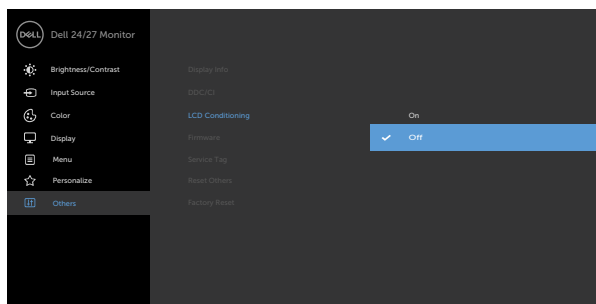 DELL Dell 24/27 Monitor
Brightness/Contrast
Input Source
Color
Display
Menu
Personalize
Others
Display Info
DDC/CI
LCD Conditioning
Firmware
Service Tag
Reset Others
Factory Reset
On
Off